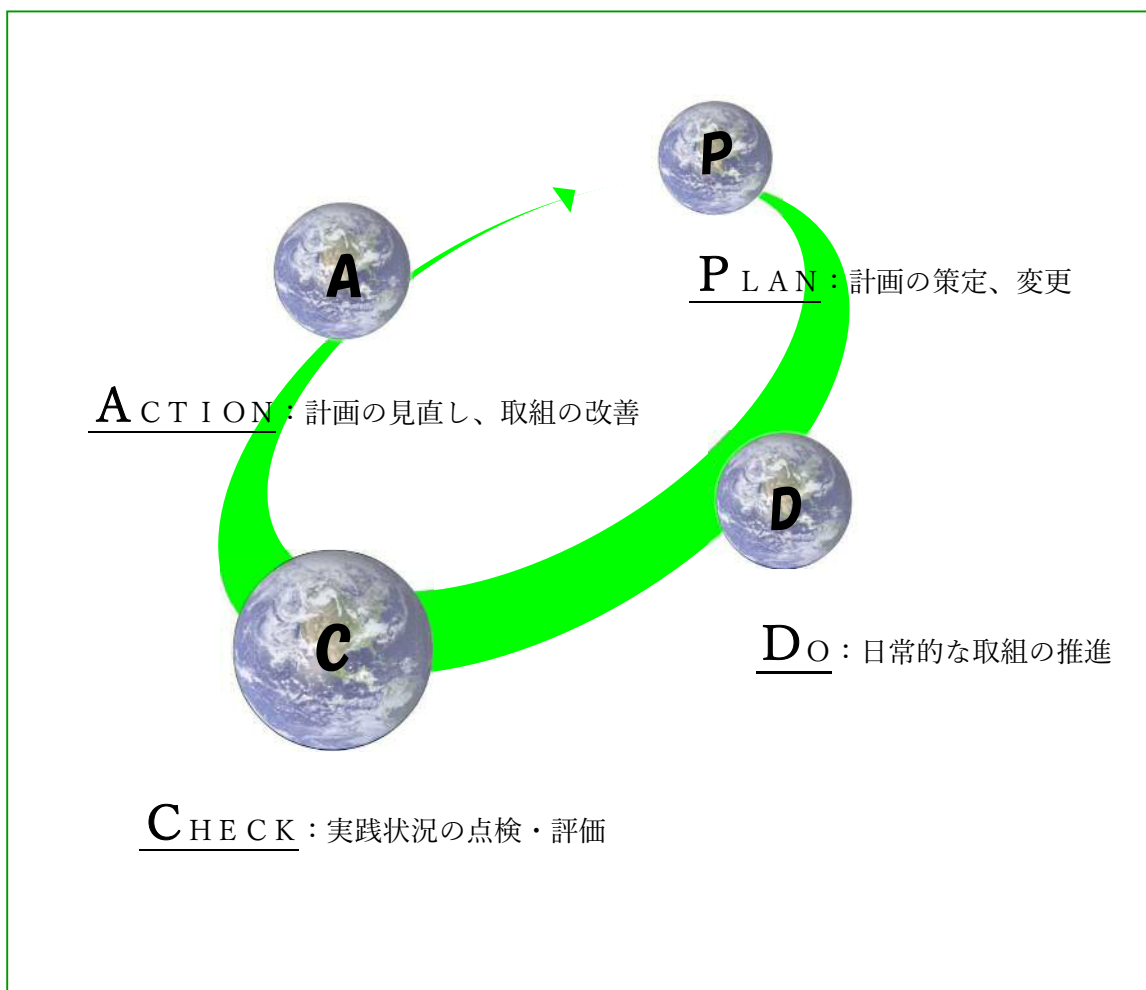 P
A
PLAN：計画の策定、変更
ACTION：計画の見直し、取組の改善
D
C
DO：日常的な取組の推進
CHECK：実践状況の点検・評価